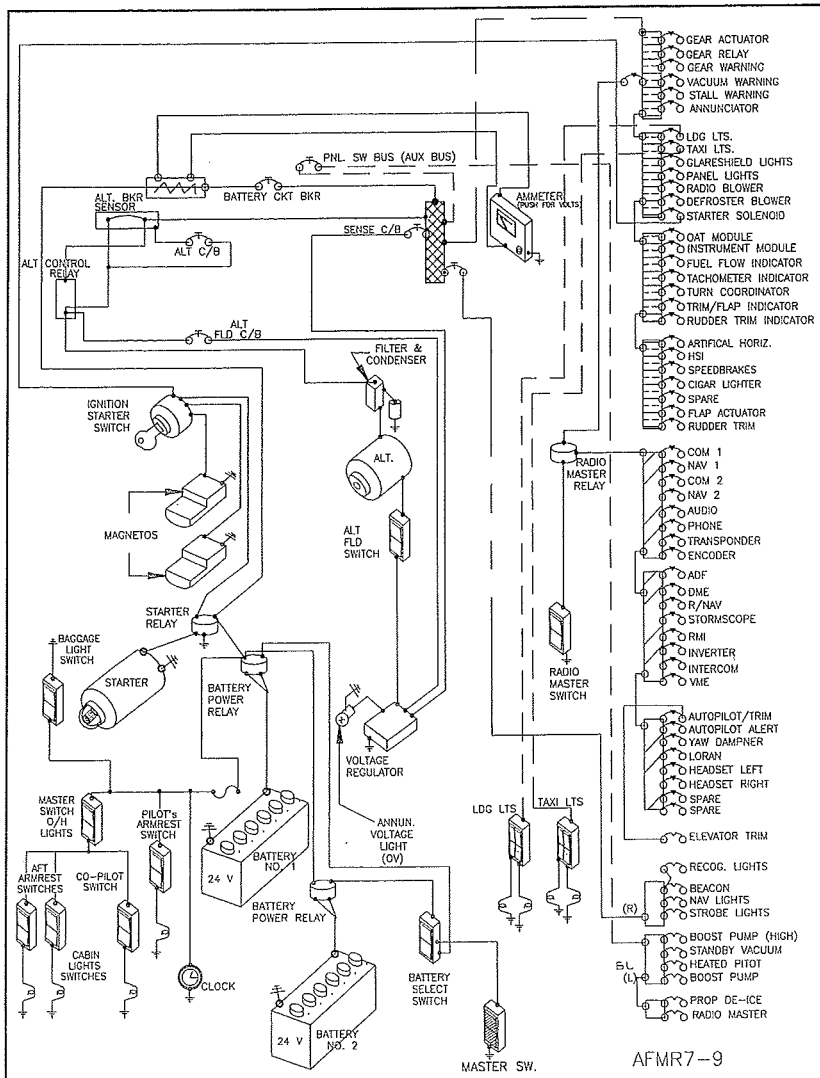 GEAR ACTUATOR
GEAR RELAY
GEAR WARNING
VACUUM WARNING
STALL WARNING
ANNUNCIATOR
LDG LTS.
TAXI LTS.
GLARESHIELD LIGHTS
PANEL LIGHTS
RADIO BLOWER
DEFROSTER BLOWER
STARTER SOLENOID
OAT MODULE
INSTRUMENT MODULE
FUEL FLOW INDICATOR
TACHOMETER INDICATOR
TURN COORDINATOR
TRIM/FLAP INDICATOR
RUDDER TRIM INDICATOR
ARTIFICAL HORIZ.
HSI
SPEEDBRAKES
CIGAR LIGHTER
SPARE
FLAP ACTUATOR
RUDDER TRIM
COM 1
NAV 1
COM 2
NAV 2
AUDIO
PHONE
TRANSPONDER
ENCODER
ADF
DME
R/NAV
STORMSCOPE
RMI
INVERTER
INTERCOM
VME
AUTOPILOT/TRIM
AUTOPILOT ALERT
YAW DAMPNER
LORAN
HEADSET LEFT
HEADSET RIGHT
SPARE
SPARE
ELEVATOR TRIM
RECOG. LIGHTS
BEACON
NAV LIGHTS
STROBE LIGHTS
(R)
BOOST PUMP (HIGH)
STANDBY VACUUM
HEATED PITOT
BOOST PUMP
(L)
PROP DE-ICE
RADIO MASTER
PNL. SW BUS (AUX BUS)
BATTERY CKT BKR
ALT. BKR
SENSOR
ALT C/B
SENSE C/B
AMMETER
(PUSH FOR VOLTS)
ALT CONTROL
RELAY
ALT
FLD C/B
FILTER &
CONDENSER
IGNITION
STARTER
SWITCH
ALT.
RADIO
MASTER
RELAY
MAGNETOS
ALT
FLD
SWITCH
STARTER
RELAY
BAGGAGE
LIGHT
SWITCH
STARTER
BATTERY
POWER
RELAY
RADIO
MASTER
SWITCH
VOLTAGE
REGULATOR
MASTER
SWITCH
O/H
LIGHTS
PILOT's
ARMREST
SWITCH
ANNUN.
VOLTAGE
LIGHT
(OV)
LDG LTS
TAXI LTS
AFT
ARMREST
SWITCHES
CO-PILOT
SWITCH
BATTERY
NO. 1
24 V
BATTERY
POWER RELAY
CABIN
LIGHTS
SWITCHES
CLOCK
BATTERY
SELECT
SWITCH
24 V
BATTERY
NO. 2
MASTER SW.
AFMR7-9